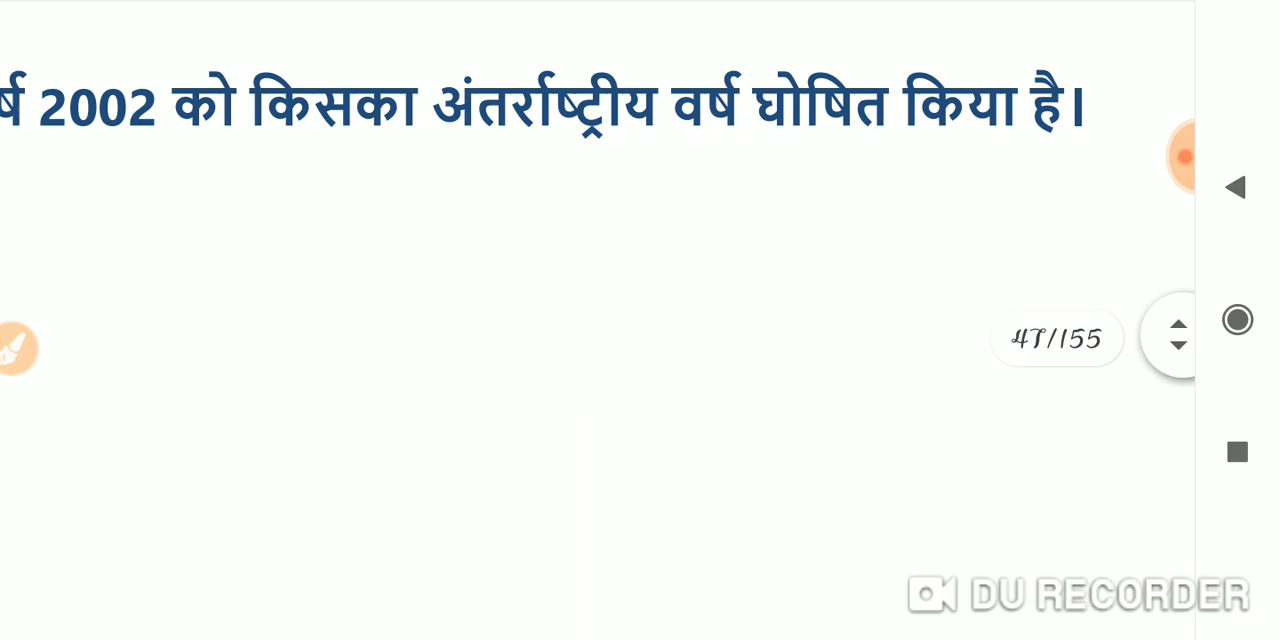 2002 को किसका अंतर्राष्ट्रीय वर्ष घोषित किया है।
47/155
DU RECORDER